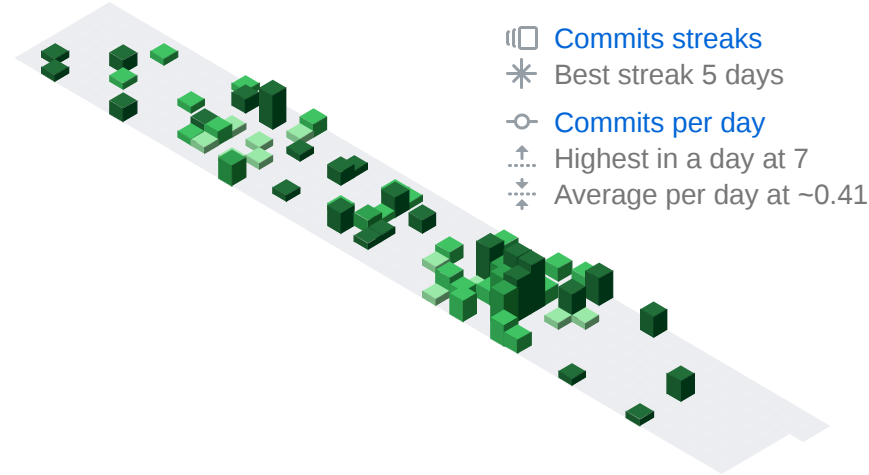 Commits streaks
Best streak 5 days
Commits per day
Highest in a day at 7
Average per day at ~0.41